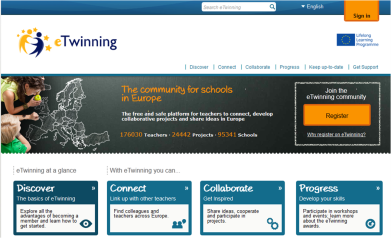 Search eTwinning
English
Sign in
eTwinning
Lifelong
Learning
Programme
Discover | Connect | Collaborate | Progress | Keep up-to-date | Get Support
The community for schools
in Europe
The free and safe platform for teachers to connect, develop
collaborative projects and share ideas in Europe
176830 Teachers · 24442 Projects · 95341 Schools
Join the
eTwinning community
Register
Why register on eTwinning?
eTwinning at a glance
With eTwinning you can...
Discover »
The basics of eTwinning
Explore all the
advantages of becoming a
member and learn how to
get started.
Connect »
Link up with other teachers
Find colleagues and
teachers across Europe
Collaborate »
Get inspired
Share ideas, cooperate
and participate in
projects.
Progress »
Develop your skills
Participate in workshops
and events, learn more
about the eTwinning
awards.